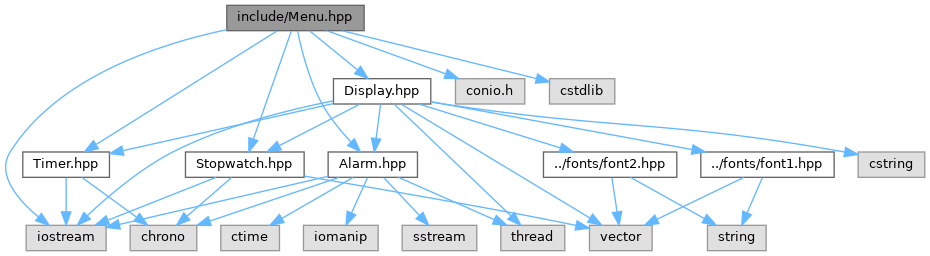 include/Menu.hpp
Display.hpp
conio.h
cstdlib
Timer.hpp
Stopwatch.hpp
Alarm.hpp
../fonts/font2.hpp
../fonts/font1.hpp
cstring
iostream
chrono
ctime
iomanip
sstream
thread
vector
string